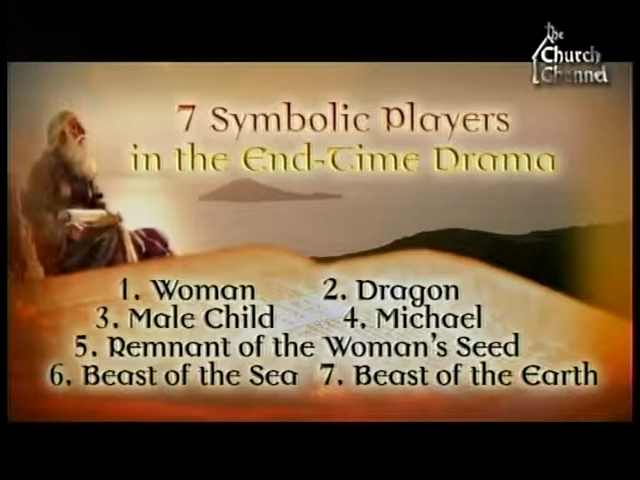 The
Church
Channel
7 Symbolic Players
in the End-Time Drama
1. Woman 2. Dragon
3. Male Child 4. Michael
5. Remnant of the Woman's Seed
6. Beast of the Sea 7. Beast of the Earth